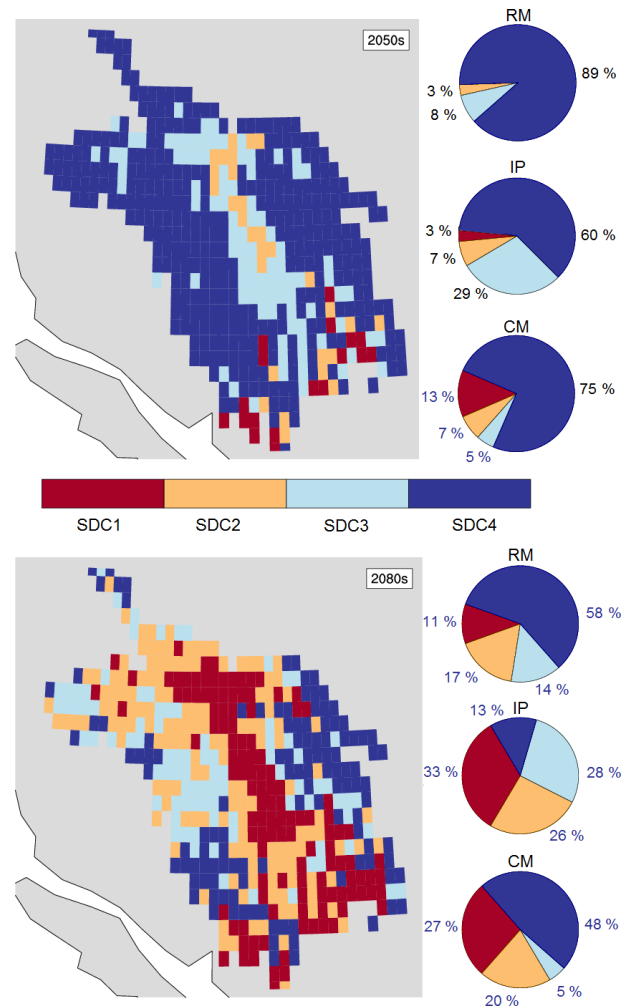 2050s
RM
89 %
3 %
8 %
IP
3 %
60 %
7 %
29 %
CM
75 %
13 %
7 %
5 %
SDC1 SDC2 SDC3 SDC4
2080s
RM
11 %
58 %
17 %
14 %
IP
13 %
33 %
28 %
26 %
CM
27 %
48 %
5 %
20 %